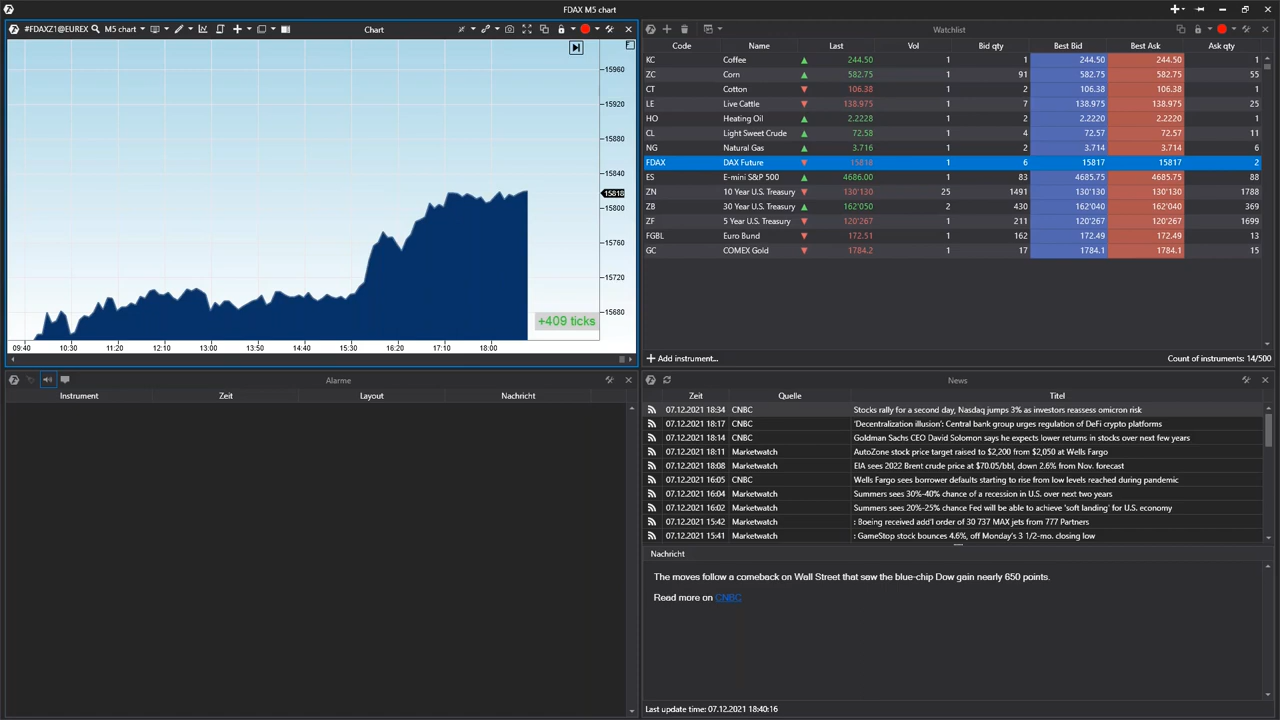 FDAX M5 chart
#FDAXZ1@EUREX M5 chart Chart
15960
15920
15880
15840
15818
15800
15760
15720
15680
+409 ticks
09:40 10:30 11:20 12:10 13:00 13:50 14:40 15:30 16:20 17:10 18:00
Watchlist
Code Name Last Vol Bid qty Best Bid Best Ask Ask qty
KC Coffee 244.50 1 1 244.50 244.50 1
ZC Corn 582.75 1 91 582.75 582.75 55
CT Cotton 106.38 1 2 106.38 106.38 1
LE Live Cattle 138.975 1 7 138.975 138.975 25
HO Heating Oil 2.2228 1 1 2.2220 2.2230 1
CL Light Sweet Crude 72.58 1 4 72.57 72.57 11
NG Natural Gas 3.716 1 2 3.714 3.714 6
FDAX DAX Future 15818 1 6 15817 15817 2
ES E-mini S&P 500 4686.00 1 83 4685.75 4685.75 88
ZN 10 Year U.S. Treasury 130'130 25 1491 130'130 130'130 1788
ZB 30 Year U.S. Treasury 162'050 2 430 162'040 162'040 369
ZF 5 Year U.S. Treasury 120'267 1 211 120'267 120'267 1699
FGBL Euro Bund 172.51 1 162 172.49 172.49 13
GC COMEX Gold 1784.2 1 17 1784.1 1784.1 15
Add instrument... Count of instruments: 14/500
Alarme
Instrument Zeit Layout Nachricht
News
Zeit Quelle Titel
07.12.2021 18:34 CNBC Stocks rally for a second day, Nasdaq jumps 3% as investors reassess omicron risk
07.12.2021 18:17 CNBC 'Decentralization illusion': Central bank group urges regulation of DeFi crypto platforms
07.12.2021 18:14 CNBC Goldman Sachs CEO David Solomon says he expects lower returns in stocks over next few years
07.12.2021 18:11 Marketwatch AutoZone stock price target raised to $2,200 from $2,050 at Wells Fargo
07.12.2021 18:08 Marketwatch EIA sees 2022 Brent crude price at $70.05/bbl, down 2.6% from Nov. forecast
07.12.2021 16:05 CNBC Wells Fargo sees borrower defaults starting to rise from low levels reached during pandemic
07.12.2021 16:04 Marketwatch Summers sees 30%-40% chance of a recession in U.S. over next two years
07.12.2021 16:02 Marketwatch Summers sees 20%-25% chance Fed will be able to achieve 'soft landing' for U.S. economy
07.12.2021 15:42 Marketwatch : Boeing received add'l order of 30 737 MAX jets from 777 Partners
07.12.2021 15:41 Marketwatch : GameStop stock bounces 4.6%, off Monday's 3 1/2-mo. closing low
Nachricht
The moves follow a comeback on Wall Street that saw the blue-chip Dow gain nearly 650 points.
Read more on CNBC
Last update time: 07.12.2021 18:40:16